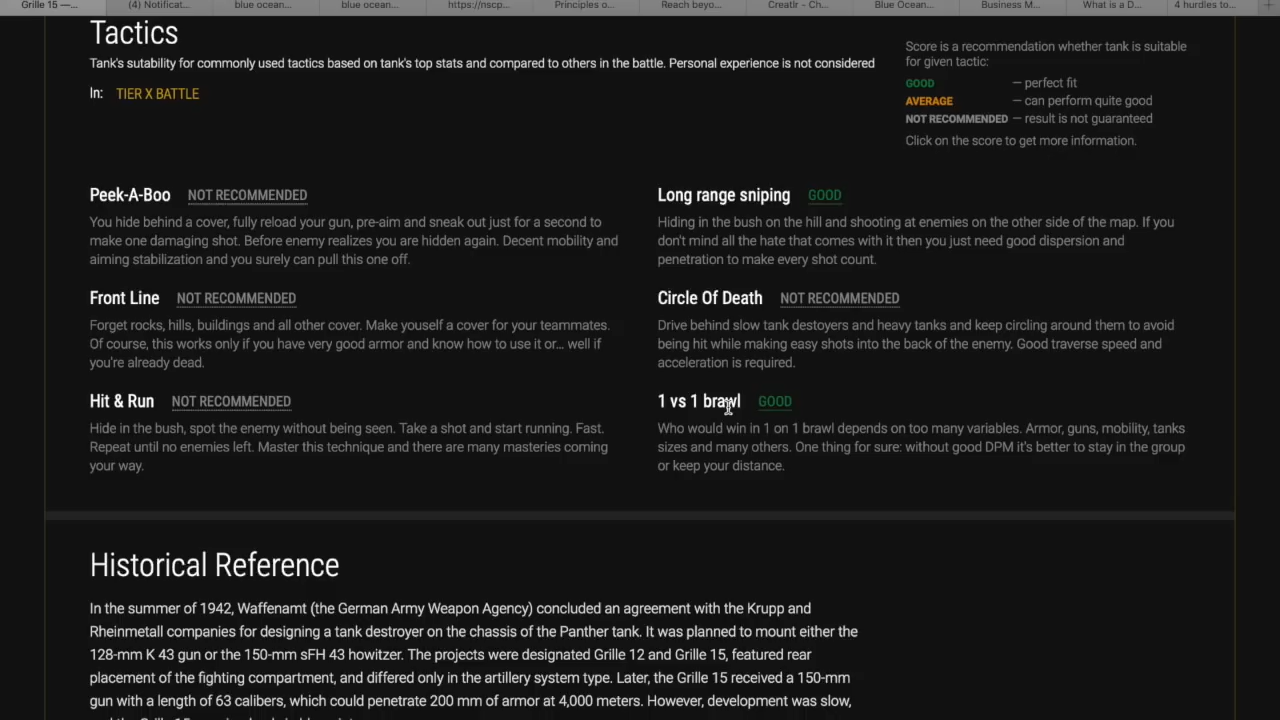 Grille 15 —...
(4) Notificat...
blue ocean...
blue ocean...
https://nscp...
Principles o...
Reach beyo...
Creatlr - Ch...
Blue Ocean...
Business M...
What is a D...
4 hurdles to...
Tactics
Tank's sutability for commonly used tactics based on tank's top stats and compared to others in the battle. Personal experience is not considered
In: TIER X BATTLE
Score is a recommendation whether tank is suitable
for given tactic:
GOOD — perfect fit
AVERAGE — can perform quite good
NOT RECOMMENDED — result is not guaranteed
Click on the score to get more information.
Peek-A-Boo NOT RECOMMENDED
You hide behind a cover, fully reload your gun, pre-aim and sneak out just for a second to
make one damaging shot. Before enemy realizes you are hidden again. Decent mobility and
aiming stabilization and you surely can pull this one off.
Long range sniping GOOD
Hiding in the bush on the hill and shooting at enemies on the other side of the map. If you
don't mind all the hate that comes with it then you just need good dispersion and
penetration to make every shot count.
Front Line NOT RECOMMENDED
Forget rocks, hills, buildings and all other cover. Make youself a cover for your teammates.
Of course, this works only if you have very good armor and know how to use it or... well if
you're already dead.
Circle Of Death NOT RECOMMENDED
Drive behind slow tank destoyers and heavy tanks and keep circling around them to avoid
being hit while making easy shots into the back of the enemy. Good traverse speed and
acceleration is required.
Hit & Run NOT RECOMMENDED
Hide in the bush, spot the enemy without being seen. Take a shot and start running. Fast.
Repeat until no enemies left. Master this technique and there are many masteries coming
your way.
1 vs 1 brawl GOOD
Who would win in 1 on 1 brawl depends on too many variables. Armor, guns, mobility, tanks
sizes and many others. One thing for sure: without good DPM it's better to stay in the group
or keep your distance.
Historical Reference
In the summer of 1942, Waffenamt (the German Army Weapon Agency) concluded an agreement with the Krupp and
Rheinmetall companies for designing a tank destroyer on the chassis of the Panther tank. It was planned to mount either the
128-mm K 43 gun or the 150-mm sFH 43 howitzer. The projects were designated Grille 12 and Grille 15, featured rear
placement of the fighting compartment, and differed only in the artillery system type. Later, the Grille 15 received a 150-mm
gun with a length of 63 calibers, which could penetrate 200 mm of armor at 4,000 meters. However, development was slow,